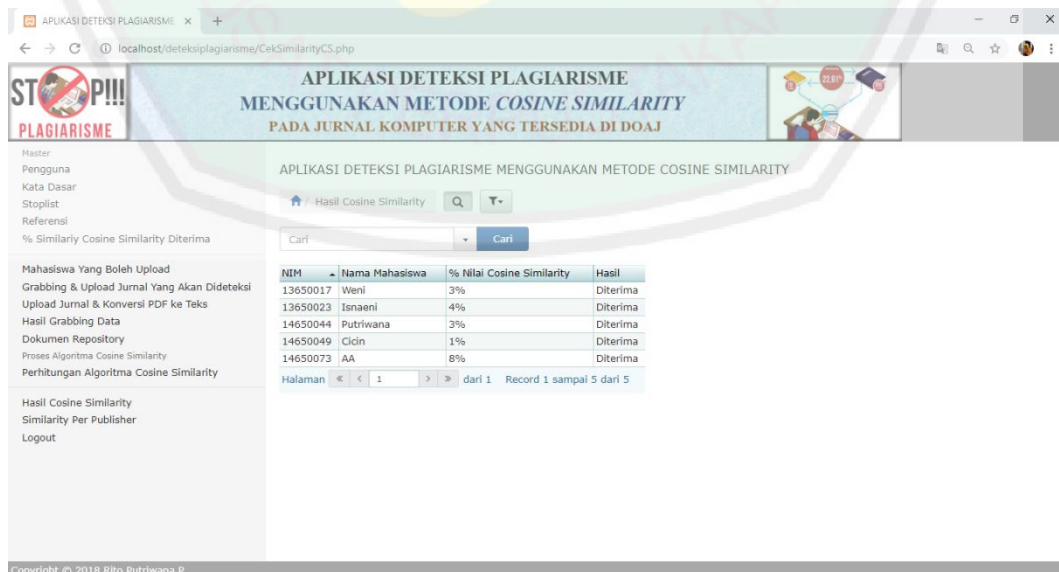 APLIKASI DETEKSI PLAGIARISME
localhost/deteksiplagiarisme/CekSimilarityCS.php
STOP!!!
PLAGIARISME
APLIKASI DETEKSI PLAGIARISME
MENGGUNAKAN METODE COSINE SIMILARITY
PADA JURNAL KOMPUTER YANG TERSEDIA DI DOAJ
Master
Pengguna
Kata Dasar
Stoplist
Referensi
% Similariy Cosine Similarity Diterima
Mahasiswa Yang Boleh Upload
Grabbing & Upload Jurnal Yang Akan Dideteksi
Upload Jurnal & Konversi PDF ke Teks
Hasil Grabbing Data
Dokumen Repository
Proses Algoritma Cosine Similarity
Perhitungan Algoritma Cosine Similarity
Hasil Cosine Similarity
Similarity Per Publisher
Logout
APLIKASI DETEKSI PLAGIARISME MENGGUNAKAN METODE COSINE SIMILARITY
/ Hasil Cosine Similarity
Cari Cari
NIM Nama Mahasiswa % Nilai Cosine Similarity Hasil
13650017 Weni 3% Diterima
13650023 Isnaeni 4% Diterima
14650044 Putriwana 3% Diterima
14650049 Cicin 1% Diterima
14650073 AA 8% Diterima
Halaman 1 dari 1 Record 1 sampai 5 dari 5
Copyright © 2018 Rito Putriwana P